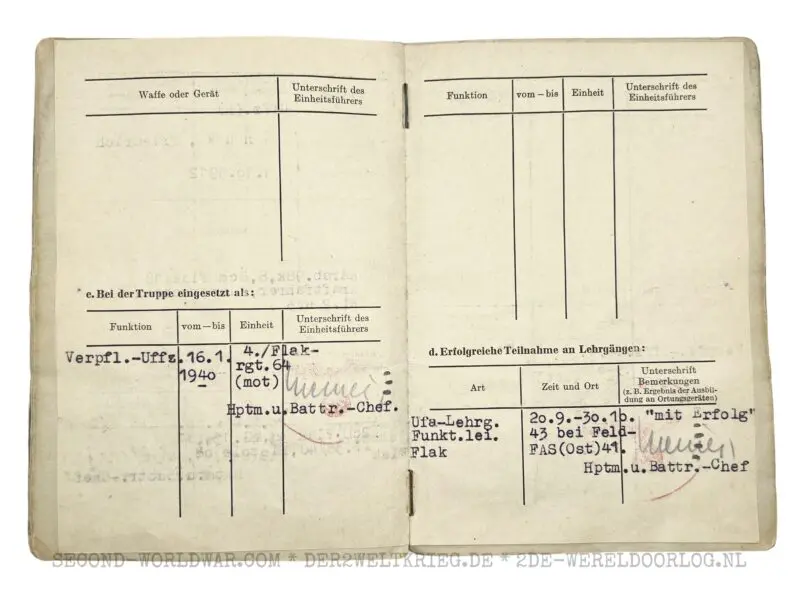 Waffe oder Gerät
Unterschrift des
Einheitsführers
c. Bei der Truppe eingesetzt als:
Funktion
vom—bis
Einheit
Unterschrift des
Einheitsführers
Verpfl.-Uffz.
16.1.
1940
4./Flak-
rgt.64
(mot)
Hptm.u.Battr.-Chef.
Funktion
vom—bis
Einheit
Unterschrift des
Einheitsführers
d. Erfolgreiche Teilnahme an Lehrgängen:
Art
Zeit und Ort
Unterschrift
Bemerkungen
(z. B. Ergebnis der Ausbil-
dung an Ortungsgeräten)
Ufa-Lehrg.
Funkt.lei.
Flak
20.9.-30.10.
43 bei Feld-
FAS(Ost)41.
"mit Erfolg"
Hptm.u.Battr.-Chef
SECOND-WORLDWAR.COM * DER2WELTKRIEG.DE * 2DE-WERELDOORLOG.NL